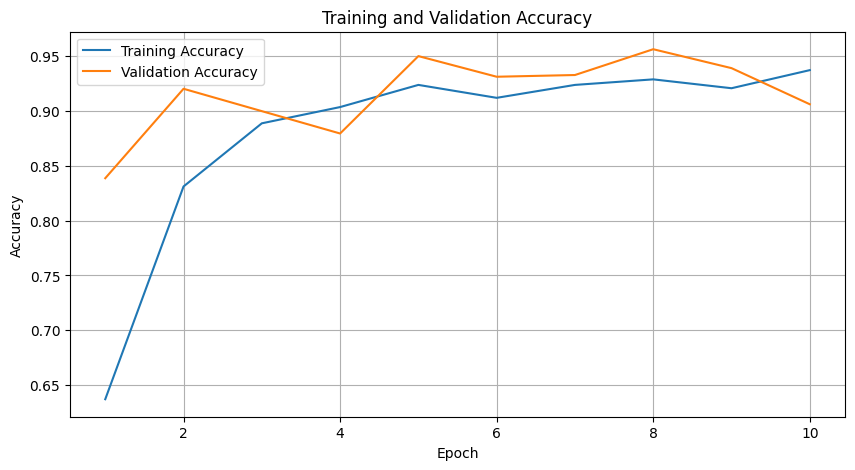 Training and Validation Accuracy
Training Accuracy
Validation Accuracy
0.95
0.90
0.85
0.80
0.75
0.70
0.65
Accuracy
2
4
6
8
10
Epoch